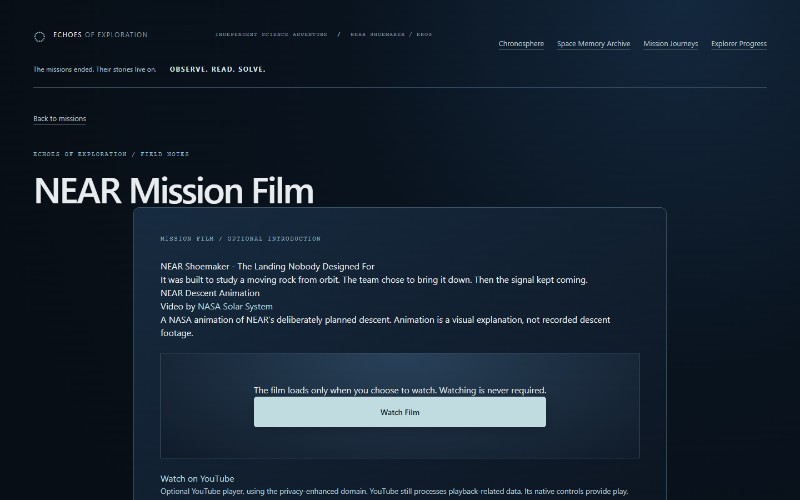 ECHOES OF EXPLORATION
INDEPENDENT SCIENCE ADVENTURE / NEAR SHOEMAKER / EROS
Chronosphere Space Memory Archive Mission Journeys Explorer Progress
The missions ended. Their stories live on. OBSERVE. READ. SOLVE.
Back to missions
ECHOES OF EXPLORATION / FIELD NOTES
NEAR Mission Film
MISSION FILM / OPTIONAL INTRODUCTION
NEAR Shoemaker - The Landing Nobody Designed For
It was built to study a moving rock from orbit. The team chose to bring it down. Then the signal kept coming.
NEAR Descent Animation
Video by NASA Solar System
A NASA animation of NEAR's deliberately planned descent. Animation is a visual explanation, not recorded descent
footage.
The film loads only when you choose to watch. Watching is never required.
Watch Film
Watch on YouTube
Optional YouTube player, using the privacy-enhanced domain. YouTube still processes playback-related data. Its native controls provide play,